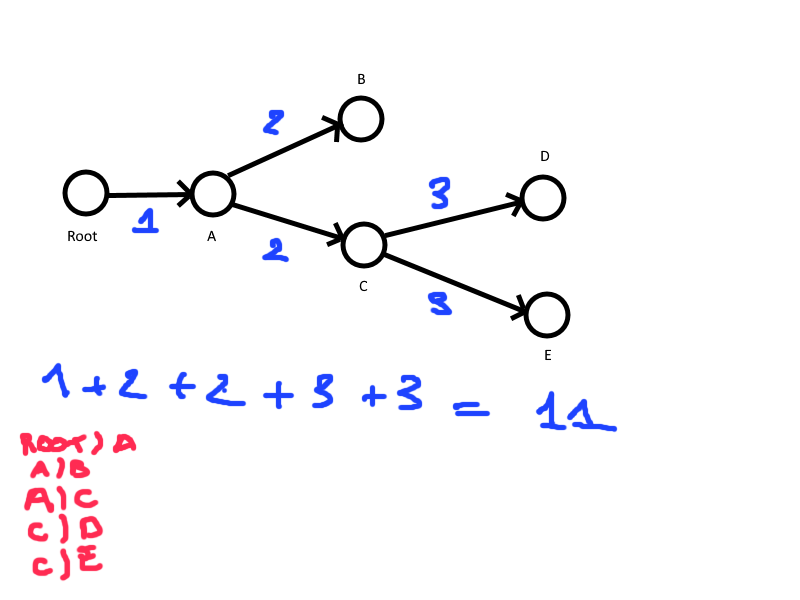 B
2
D
3
Root
1
A
2
C
3
E
1 + 2 + 2 + 3 + 3 = 11
ROOT ) A
A ) B
A ) C
C ) D
C ) E